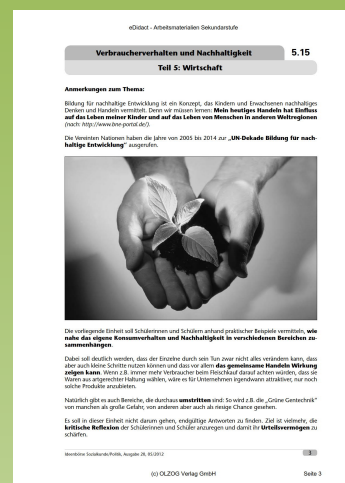 eDidact - Arbeitsmaterialien Sekundarstufe
Verbraucherverhalten und Nachhaltigkeit 5.15
Teil 5: Wirtschaft
Anmerkungen zum Thema:
Bildung für nachhaltige Entwicklung ist ein Konzept, das Kindern und Erwachsenen nachhaltiges
Denken und Handeln vermittelt. Denn wir müssen lernen: Mein heutiges Handeln hat Einfluss
auf das Leben meiner Kinder und auf das Leben von Menschen in anderen Weltregionen
(nach: http://www.bne-portal.de/).
Die Vereinten Nationen haben die Jahre von 2005 bis 2014 zur „UN-Dekade Bildung für nach-
haltige Entwicklung" ausgerufen.
Die vorliegende Einheit soll Schülerinnen und Schülern anhand praktischer Beispiele vermitteln, wie
nahe das eigene Konsumverhalten und Nachhaltigkeit in verschiedenen Bereichen zu-
sammenhängen.
Dabei soll deutlich werden, dass der Einzelne durch sein Tun zwar nicht alles verändern kann, dass
aber auch kleine Schritte nutzen können und dass vor allem das gemeinsame Handeln Wirkung
zeigen kann. Wenn z.B. immer mehr Verbraucher beim Fleischkauf darauf achten würden, dass sie
Waren aus artgerechter Haltung wählen, wäre es für Unternehmen irgendwann attraktiver, nur noch
solche Produkte anzubieten.
Natürlich gibt es auch Bereiche, die durchaus umstritten sind: So wird z.B. die „Grüne Gentechnik"
von manchen als große Gefahr, von anderen aber auch als riesige Chance gesehen.
Es soll in dieser Einheit nicht darum gehen, endgültige Antworten zu finden. Ziel ist vielmehr, die
kritische Reflexion der Schülerinnen und Schüler anzuregen und damit ihr Urteilsvermögen zu
schärfen.
Ideenbörse Sozialkunde/Politik, Ausgabe 28, 05/2012 3
(c) OLZOG Verlag GmbH Seite 3